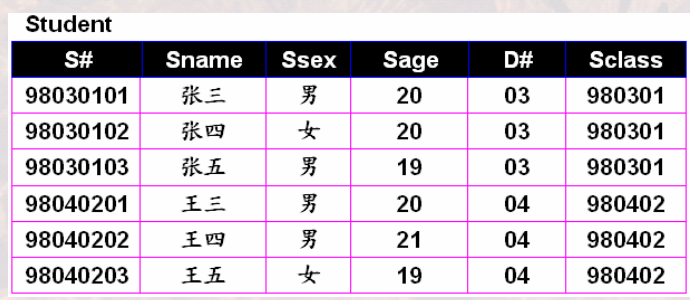 Student
S# Sname Ssex Sage D# Sclass
98030101 张三 男 20 03 980301
98030102 张四 女 20 03 980301
98030103 张五 男 19 03 980301
98040201 王三 男 20 04 980402
98040202 王四 男 21 04 980402
98040203 王五 女 19 04 980402